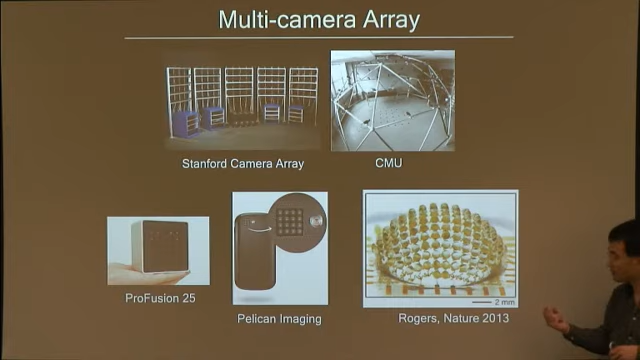 Multi-camera Array
Stanford Camera Array
CMU
ProFusion 25
Pelican Imaging
2 mm
Rogers, Nature 2013